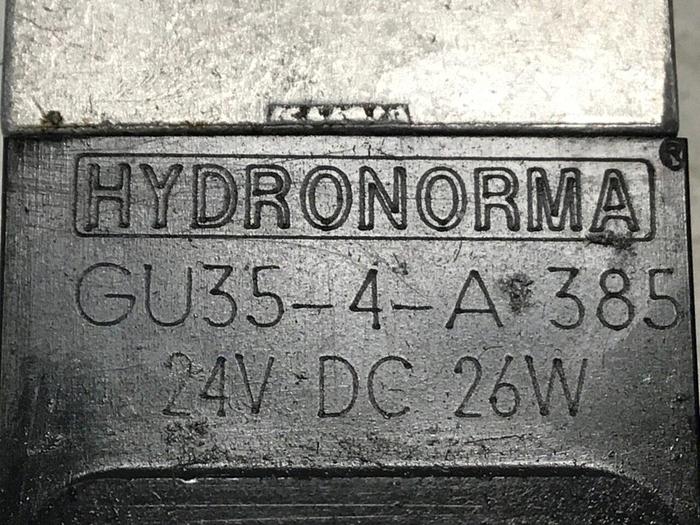 HYDRONORMA
GU35-4-A 385
24V DC 26W